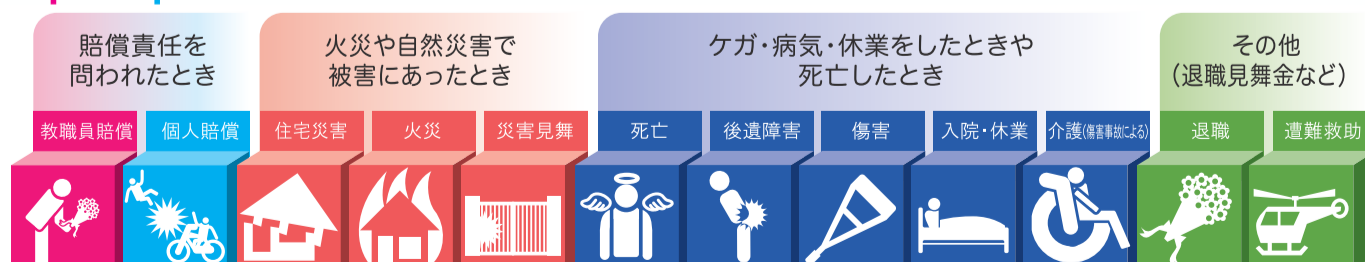 賠償責任を
問われたとき
火災や自然災害で
被害にあったとき
ケガ・病気・休業をしたときや
死亡したとき
その他
（退職見舞金など）
教職員賠償
個人賠償
住宅災害
火災
災害見舞
死亡
後遺障害
傷害
入院・休業
介護(傷害事故による)
退職
遭難救助